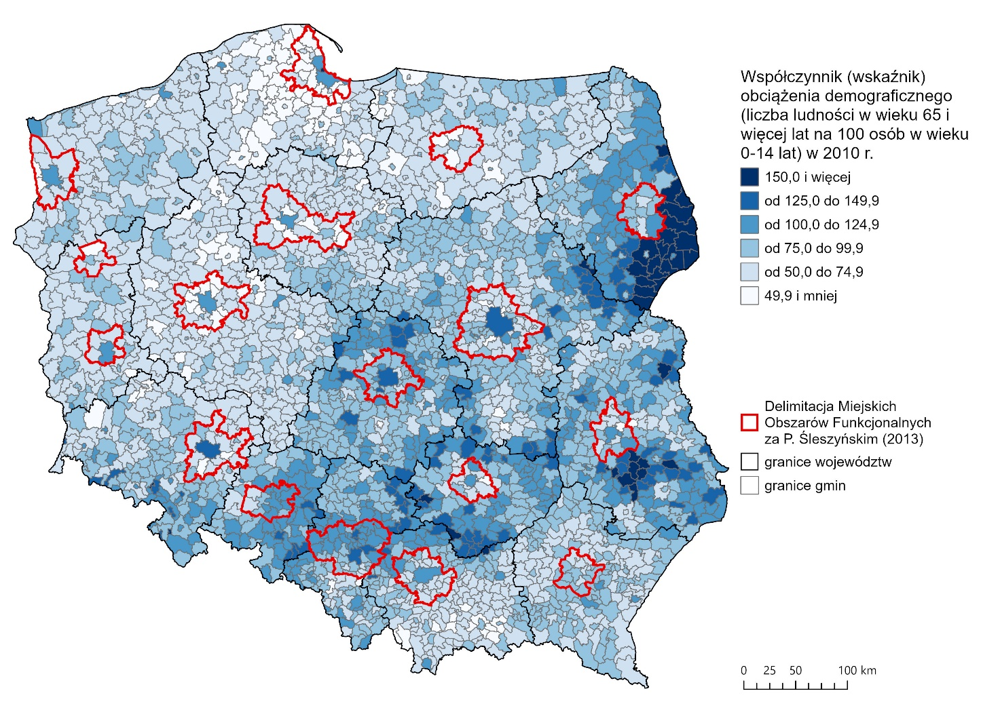 Współczynnik (wskaźnik)
obciążenia demograficznego
(liczba ludności w wieku 65 i
więcej lat na 100 osób w wieku
0-14 lat) w 2010 r.
150,0 i więcej
od 125,0 do 149,9
od 100,0 do 124,9
od 75,0 do 99,9
od 50,0 do 74,9
49,9 i mniej
Delimitacja Miejskich
Obszarów Funkcjonalnych
za P. Śleszyńskim (2013)
granice województw
granice gmin
0 25 50 100 km